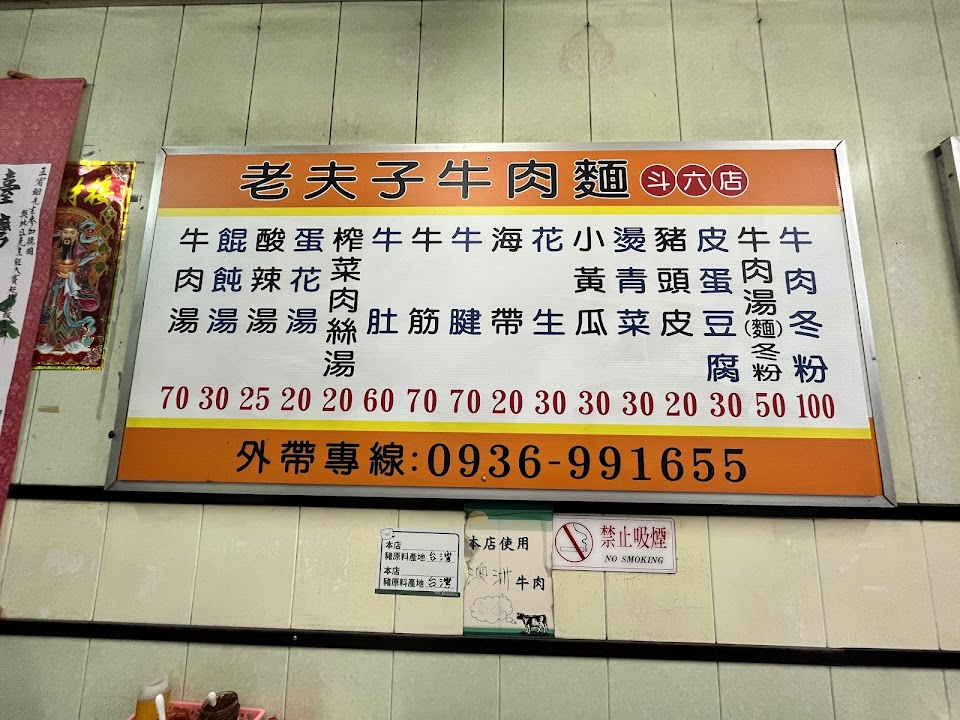 老夫子牛肉麵 斗六店
牛肉湯 70
餛飩湯 30
酸辣湯 25
蛋花湯 20
榨菜肉絲湯 20
牛肚 60
牛筋 70
牛腱 70
海帶 20
花生 30
小黃瓜 30
燙青菜 30
豬頭皮 20
皮蛋豆腐 30
牛肉湯(麵)冬粉 50
牛肉冬粉 100
外帶專線:0936-991655
本店
豬原料產地 台灣
本店
豬原料產地 台灣
本店使用
澳洲牛肉
禁止吸煙
NO SMOKING